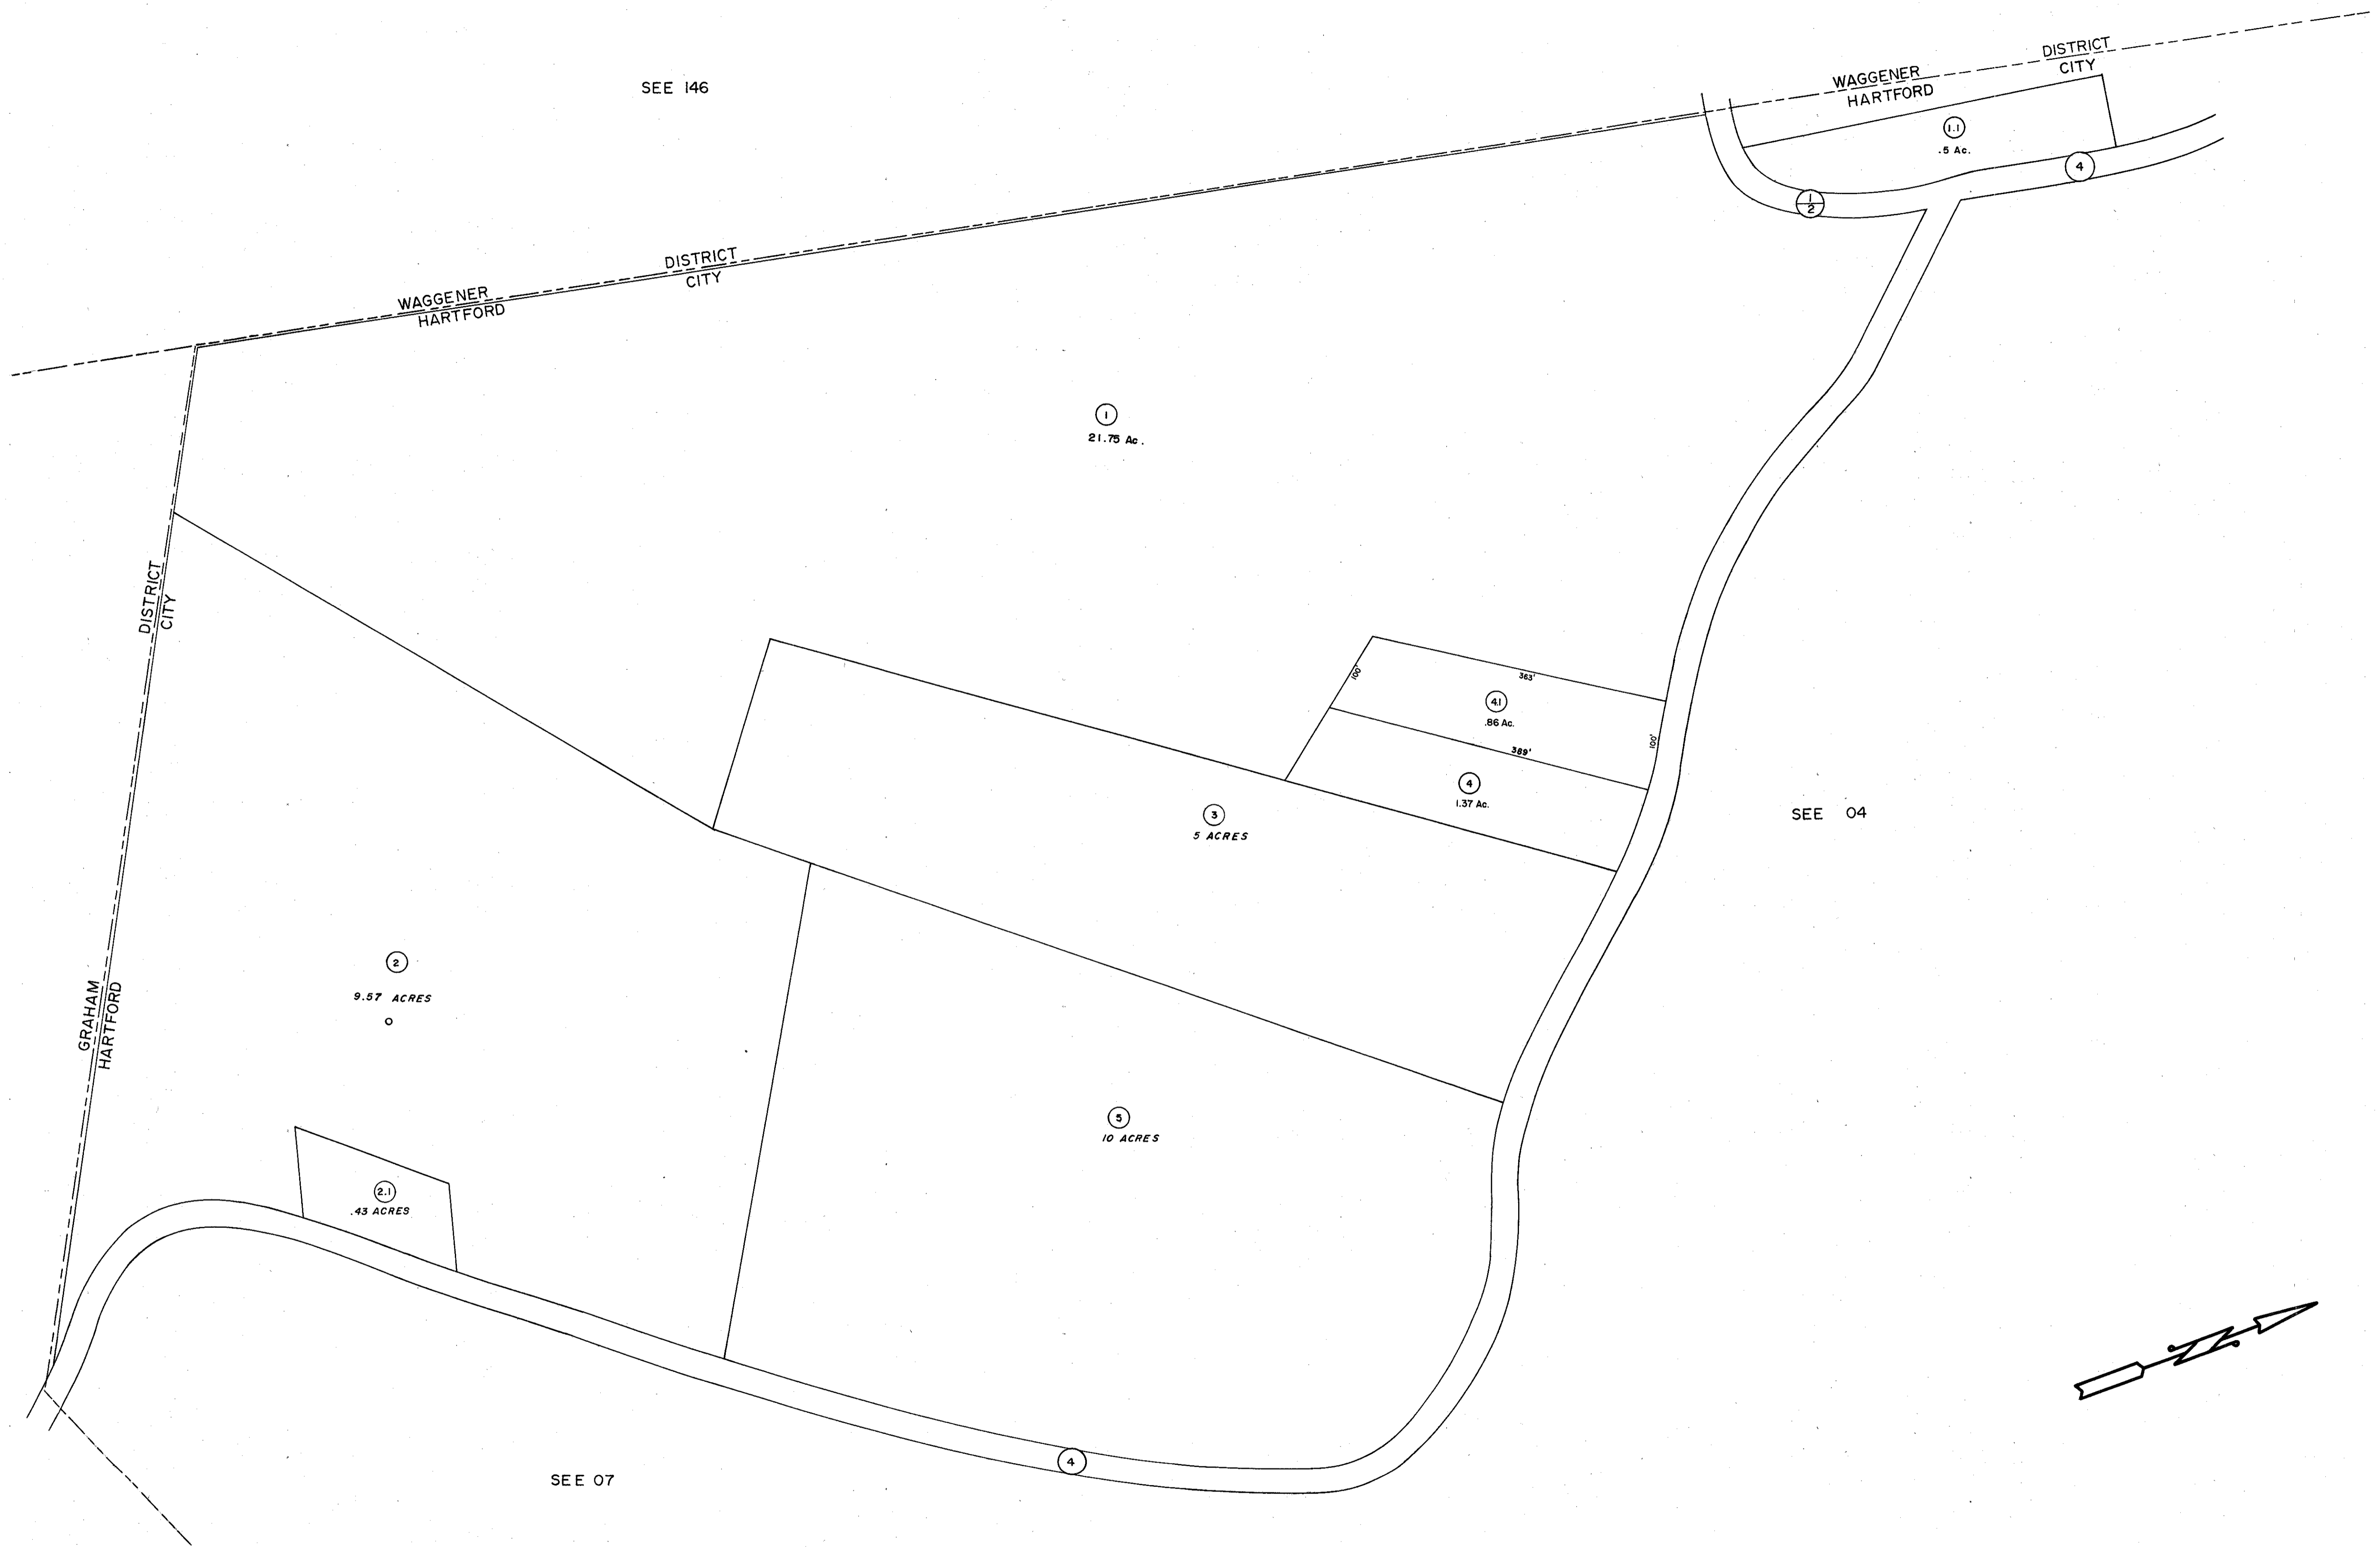 SEE 146
DISTRICT
CITY
WAGGENER
HARTFORD
1.1
.5 Ac.
4
1
2
DISTRICT
CITY
WAGGENER
HARTFORD
1
21.75 Ac.
DISTRICT
CITY
100'
363'
4.1
.86 Ac.
100'
389'
4
1.37 Ac.
3
5 ACRES
SEE 04
2
9.57 ACRES
GRAHAM
HARTFORD
5
10 ACRES
2.1
.43 ACRES
N
4
SEE 07